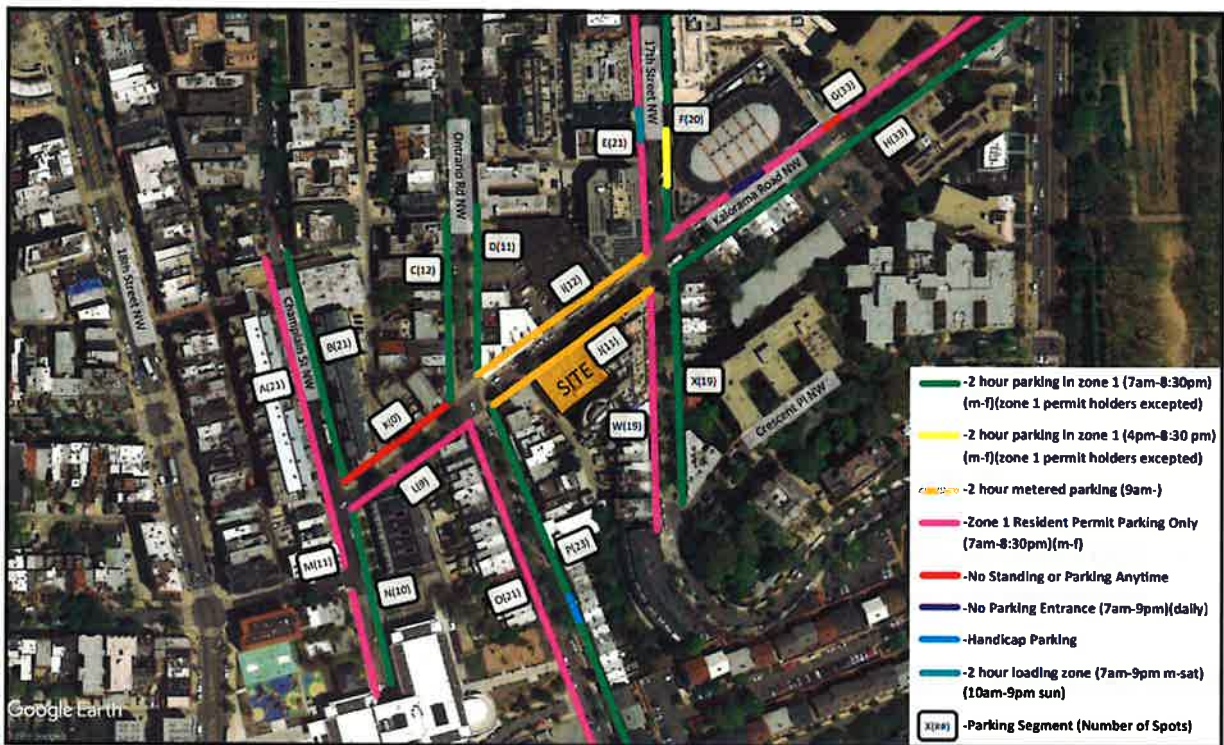 17th Street NW
F(20)
G(33)
Ontario Rd NW
E(21)
H(33)
Kalorama Road NW
18th Street NW
D(11)
C(12)
I(12)
Champlain St NW
B(21)
J(11)
SITE
A(21)
X(19)
K(0)
W(19)
Crescent Pl NW
L(9)
P(23)
M(11)
N(10)
O(21)
Google Earth
-2 hour parking in zone 1 (7am-8:30pm)
(m-f)(zone 1 permit holders excepted)
-2 hour parking in zone 1 (4pm-8:30 pm)
(m-f)(zone 1 permit holders excepted)
-2 hour metered parking (9am-)
-Zone 1 Resident Permit Parking Only
(7am-8:30pm)(m-f)
-No Standing or Parking Anytime
-No Parking Entrance (7am-9pm)(daily)
-Handicap Parking
-2 hour loading zone (7am-9pm m-sat)
(10am-9pm sun)
X(##) -Parking Segment (Number of Spots)